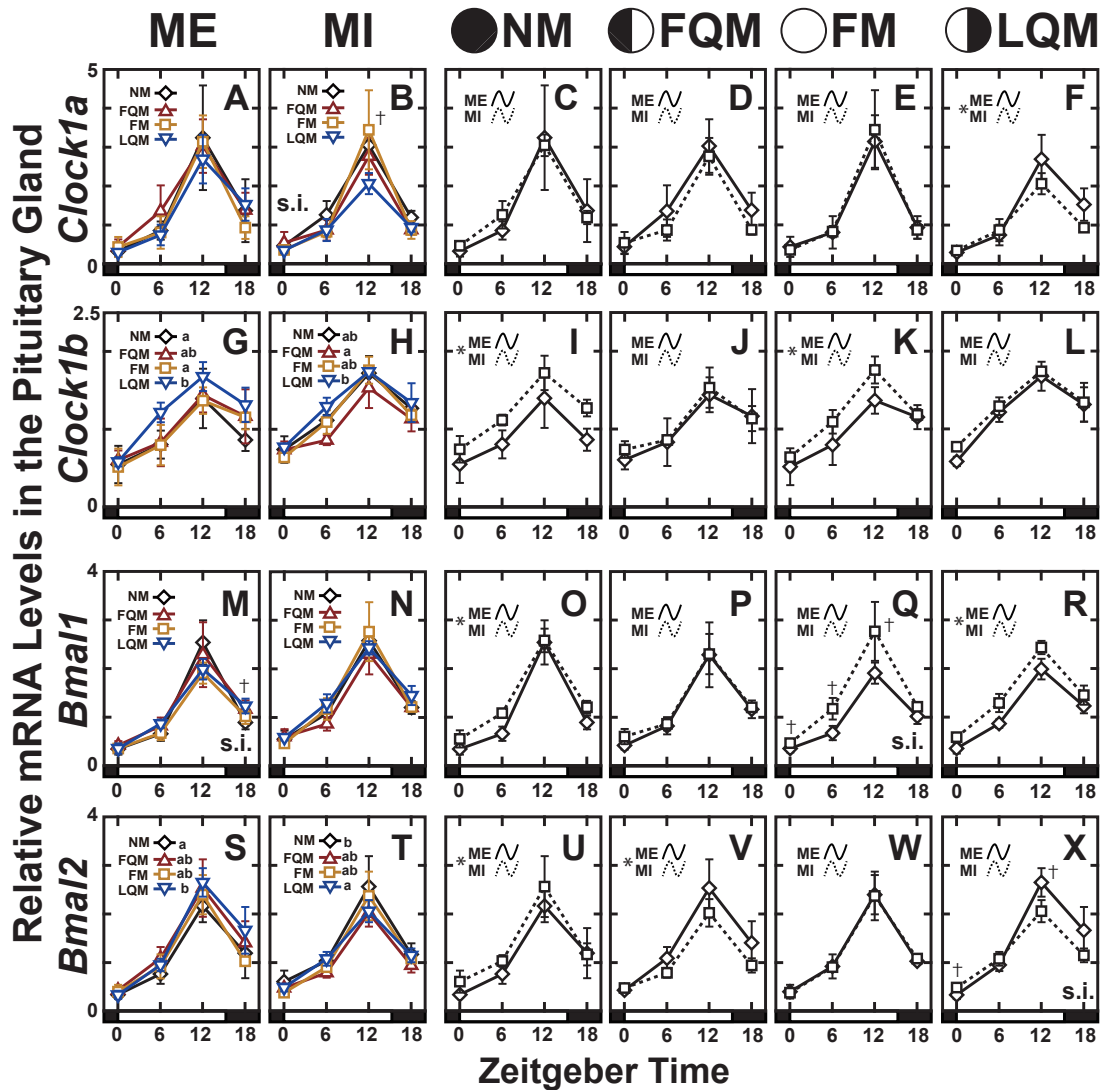 ME MI NM FQM FM LQM
Relative mRNA Levels in the Pituitary Gland
Clock1a
5
0
A
NM
FQM
FM
LQM
0 6 12 18
B
NM
FQM
FM
LQM
†
s.i.
0 6 12 18
C
ME
MI
0 6 12 18
D
ME
MI
0 6 12 18
E
ME
MI
0 6 12 18
F
ME
*MI
0 6 12 18
Clock1b
2.5
0
G
NM a
FQM ab
FM a
LQM b
0 6 12 18
H
NM ab
FQM a
FM ab
LQM b
0 6 12 18
I
ME
*MI
0 6 12 18
J
ME
MI
0 6 12 18
K
ME
*MI
0 6 12 18
L
ME
MI
0 6 12 18
Bmal1
4
0
M
NM
FQM
FM
LQM
†
s.i.
0 6 12 18
N
NM
FQM
FM
LQM
0 6 12 18
O
ME
*MI
0 6 12 18
P
ME
MI
0 6 12 18
Q
ME
MI
†
†
†
s.i.
0 6 12 18
R
ME
*MI
0 6 12 18
Bmal2
4
0
S
NM a
FQM ab
FM ab
LQM b
0 6 12 18
T
NM b
FQM ab
FM ab
LQM a
0 6 12 18
U
ME
*MI
0 6 12 18
V
ME
*MI
0 6 12 18
W
ME
MI
0 6 12 18
X
ME
MI
†
†
s.i.
0 6 12 18
Zeitgeber Time